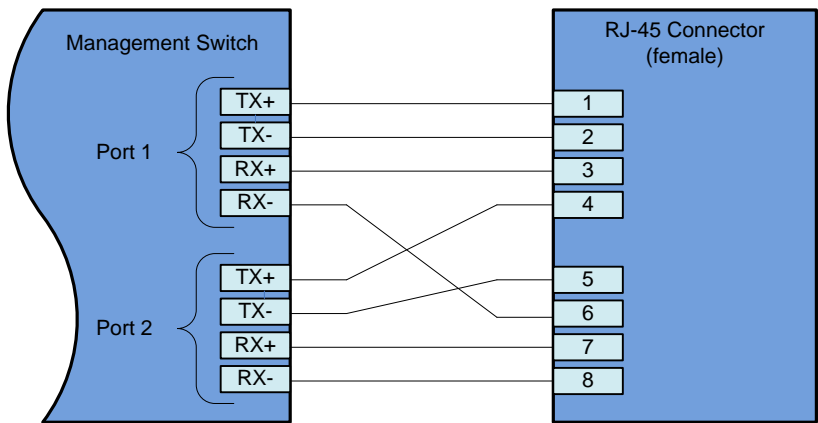 Management Switch
Port 1
TX+
TX-
RX+
RX-
Port 2
TX+
TX-
RX+
RX-
RJ-45 Connector
(female)
1
2
3
4
5
6
7
8